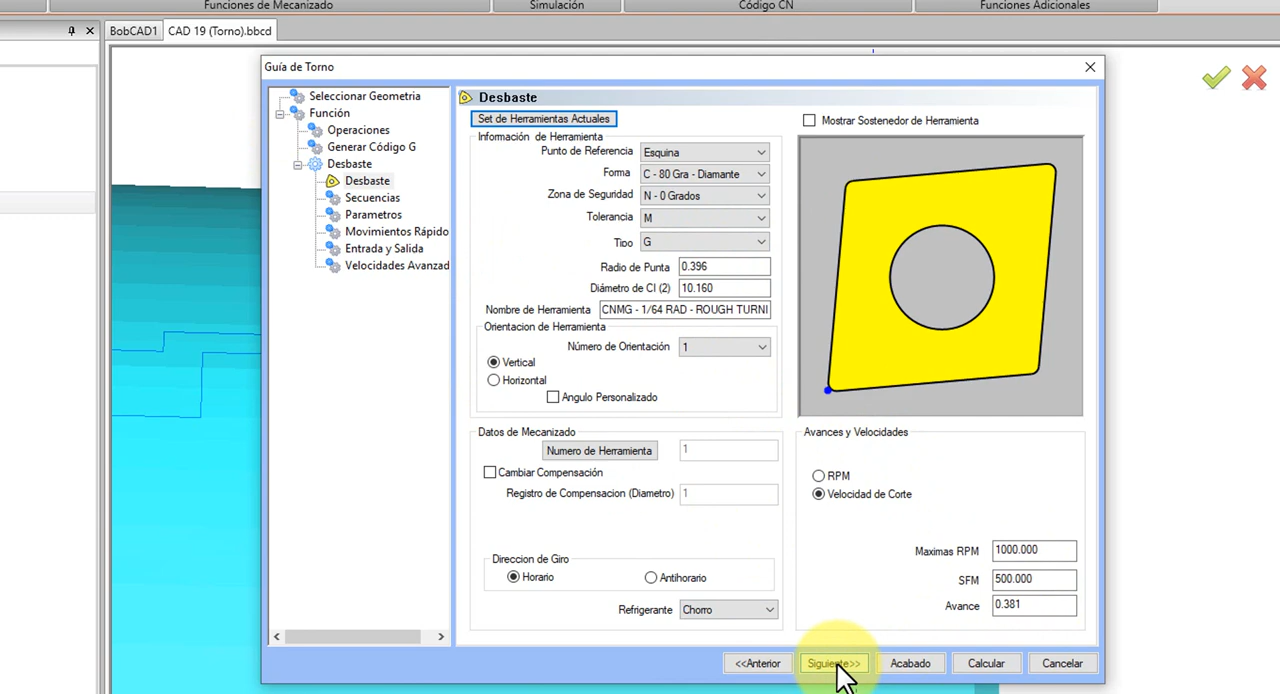 Funciones de Mecanizado
Simulación
Código CN
Funciones Adicionales
BobCAD1
CAD 19 (Torno).bbcd
Guía de Torno
Seleccionar Geometria
Función
Operaciones
Generar Código G
Desbaste
Desbaste
Secuencias
Parametros
Movimientos Rápido
Entrada y Salida
Velocidades Avanzad
Desbaste
Set de Herramientas Actuales
Mostrar Sostenedor de Herramienta
Información de Herramienta
Punto de Referencia Esquina
Forma C - 80 Gra - Diamante
Zona de Seguridad N - 0 Grados
Tolerancia M
Tipo G
Radio de Punta 0.396
Diámetro de CI (2) 10.160
Nombre de Herramienta CNMG - 1/64 RAD - ROUGH TURNI
Orientacion de Herramienta
Número de Orientación 1
Vertical
Horizontal
Angulo Personalizado
Datos de Mecanizado
Numero de Herramienta 1
Cambiar Compensación
Registro de Compensacion (Diametro) 1
Direccion de Giro
Horario Antihorario
Refrigerante Chorro
Avances y Velocidades
RPM
Velocidad de Corte
Maximas RPM 1000.000
SFM 500.000
Avance 0.381
<<Anterior Siguiente>> Acabado Calcular Cancelar